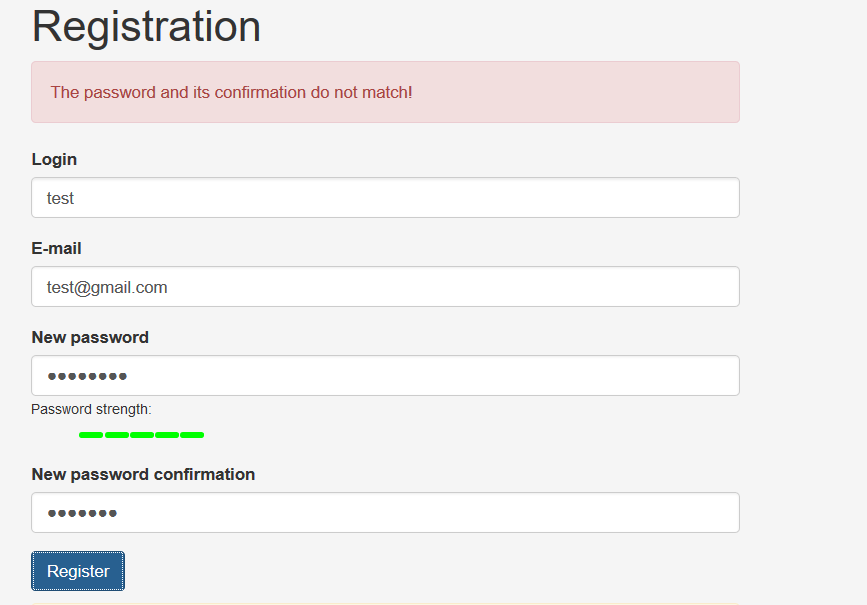 Registration
The password and its confirmation do not match!
Login
test
E-mail
test@gmail.com
New password
●●●●●●●●
Password strength:
New password confirmation
●●●●●●●
Register